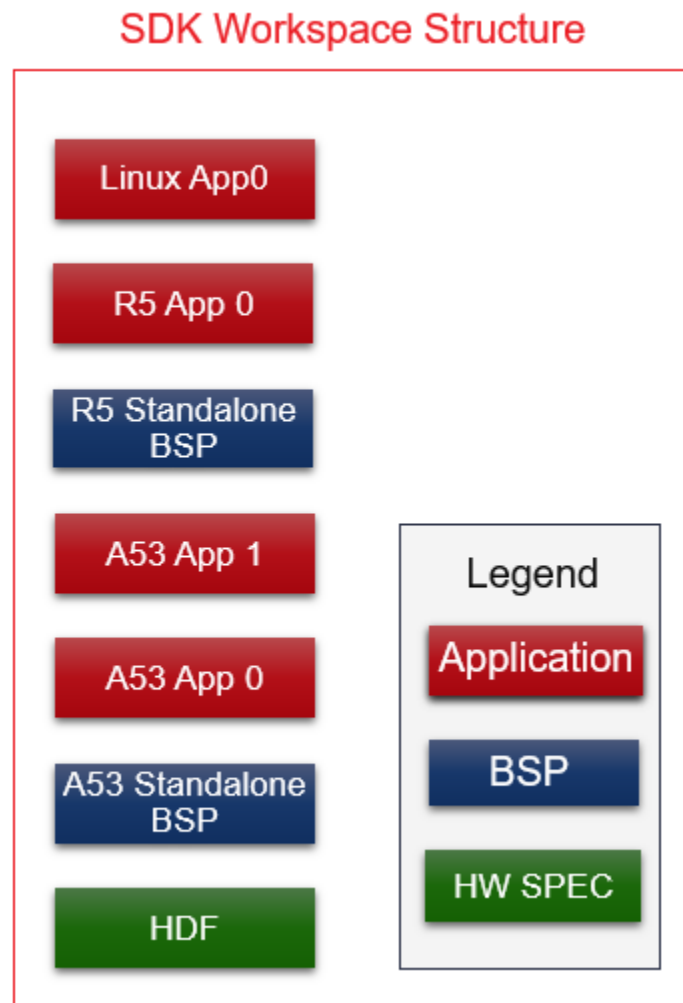 SDK Workspace Structure
Linux App0
R5 App 0
R5 Standalone
BSP
A53 App 1
A53 App 0
A53 Standalone
BSP
HDF
Legend
Application
BSP
HW SPEC